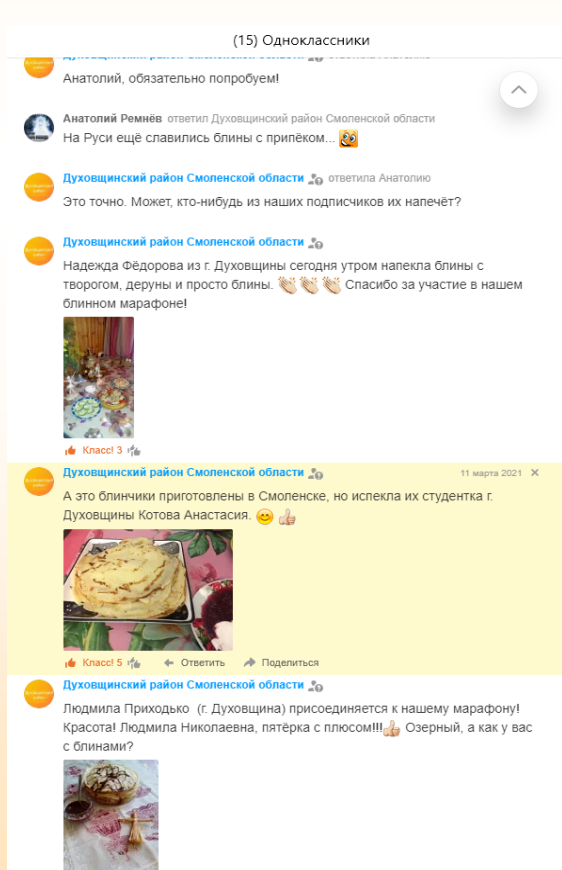 (15) Одноклассники
Анатолий, обязательно попробуем!
Анатолий Ремнёв ответил Духовщинский район Смоленской области
На Руси ещё славились блины с припёком...
Духовщинский район Смоленской области ответила Анатолию
Это точно. Может, кто-нибудь из наших подписчиков их напечёт?
Духовщинский район Смоленской области
Надежда Фёдорова из г. Духовщины сегодня утром напекла блины с
творогом, деруны и просто блины. Спасибо за участие в нашем
блинном марафоне!
Класс! 3
Духовщинский район Смоленской области 11 марта 2021
А это блинчики приготовлены в Смоленске, но испекла их студентка г.
Духовщины Котова Анастасия.
Класс! 5 Ответить Поделиться
Духовщинский район Смоленской области
Людмила Приходько (г. Духовщина) присоединяется к нашему марафону!
Красота! Людмила Николаевна, пятёрка с плюсом!!! Озерный, а как у вас
с блинами?